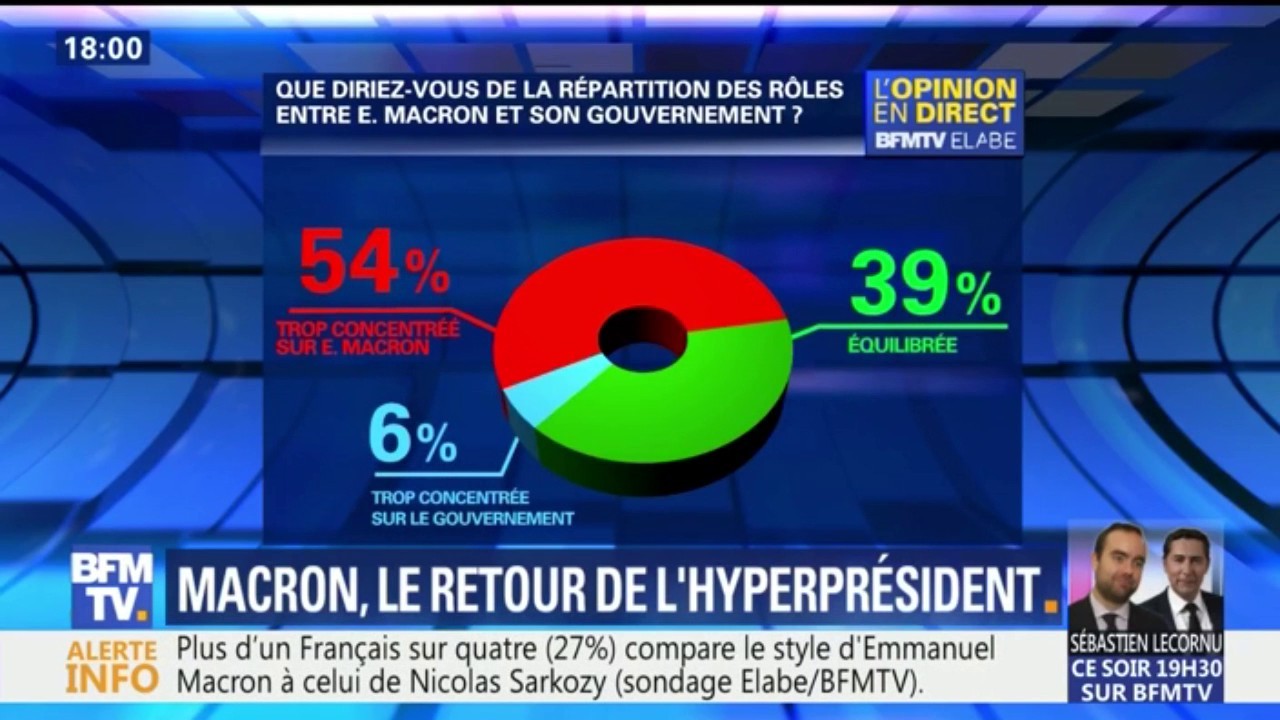 18:00
QUE DIRIEZ-VOUS DE LA RÉPARTITION DES RÔLES
ENTRE E. MACRON ET SON GOUVERNEMENT ?
L'OPINION
EN DIRECT
BFMTV ELABE
54%
TROP CONCENTRÉÉ
SUR E. MACRON
39%
ÉQUILIBRÉE
6%
TROP CONCENTRÉE
SUR LE GOUVERNEMENT
BFM
TV.
MACRON, LE RETOUR DE L'HYPERPRÉSIDENT.
ALERTE
INFO
Plus d'un Français sur quatre (27%) compare le style d'Emmanuel
Macron à celui de Nicolas Sarkozy (sondage Elabe/BFMTV).
SÉBASTIEN LECORNU
CE SOIR 19H30
SUR BFMTV